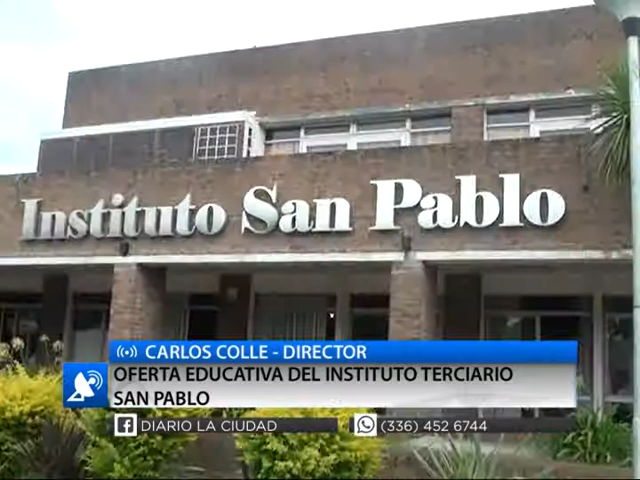 Instituto San Pablo
CARLOS COLLE - DIRECTOR
OFERTA EDUCATIVA DEL INSTITUTO TERCIARIO
SAN PABLO
DIARIO LA CIUDAD (336) 452 6744